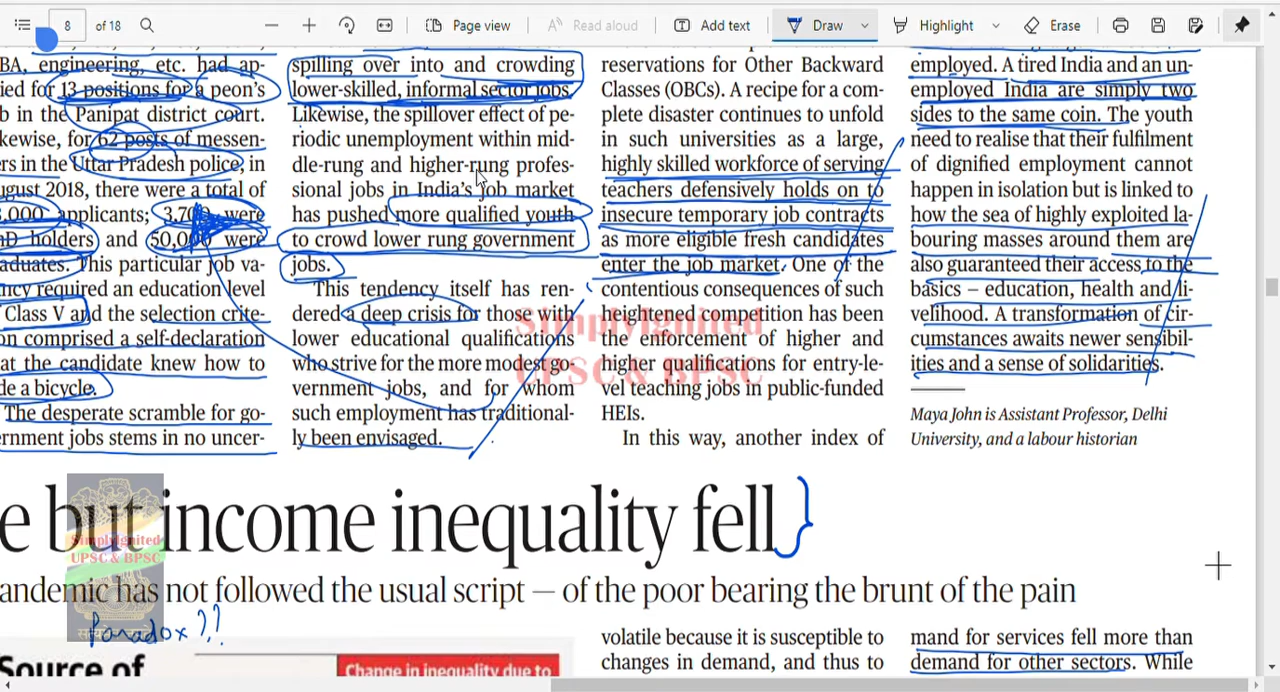 8
of 18
Page view
Read aloud
Add text
Draw
Highlight
Erase
BA, engineering, etc. had ap-
ied for 13 positions for a peon's
b in the Panipat district court.
kewise, for 62 posts of messen-
ers in the Uttar Pradesh police, in
ugust 2018, there were a total of
,000 applicants; 3,700 were
hD holders and 50,000 were
aduates. This particular job va-
ncy required an education level
Class V and the selection crite-
on comprised a self-declaration
at the candidate knew how to
de a bicycle.
The desperate scramble for go-
ernment jobs stems in no uncer-
spilling over into and crowding
lower-skilled, informal sector jobs.
Likewise, the spillover effect of pe-
riodic unemployment within mid-
dle-rung and higher-rung profes-
sional jobs in India's job market
has pushed more qualified youth
to crowd lower rung government
jobs.
This tendency itself has ren-
dered a deep crisis for those with
lower educational qualifications
who strive for the more modest go-
vernment jobs, and for whom
such employment has traditional-
ly been envisaged.
reservations for Other Backward
Classes (OBCs). A recipe for a com-
plete disaster continues to unfold
in such universities as a large,
highly skilled workforce of serving
teachers defensively holds on to
insecure temporary job contracts
as more eligible fresh candidates
enter the job market. One of the
contentious consequences of such
heightened competition has been
the enforcement of higher and
higher qualifications for entry-le-
vel teaching jobs in public-funded
HEIs.
In this way, another index of
employed. A tired India and an un-
employed India are simply two
sides to the same coin. The youth
need to realise that their fulfilment
of dignified employment cannot
happen in isolation but is linked to
how the sea of highly exploited la-
bouring masses around them are
also guaranteed their access to the
basics – education, health and li-
velihood. A transformation of cir-
cumstances awaits newer sensibil-
ities and a sense of solidarities.
Maya John is Assistant Professor, Delhi
University, and a labour historian
SimplyIgnited
UPSC & BPSC
e but income inequality fell
SimplyIgnited
UPSC & BPSC
andemic has not followed the usual script — of the poor bearing the brunt of the pain
सत्यमेव जयते
Paradox ??
Source of
Change in inequality due to
volatile because it is susceptible to
changes in demand, and thus to
mand for services fell more than
demand for other sectors. While